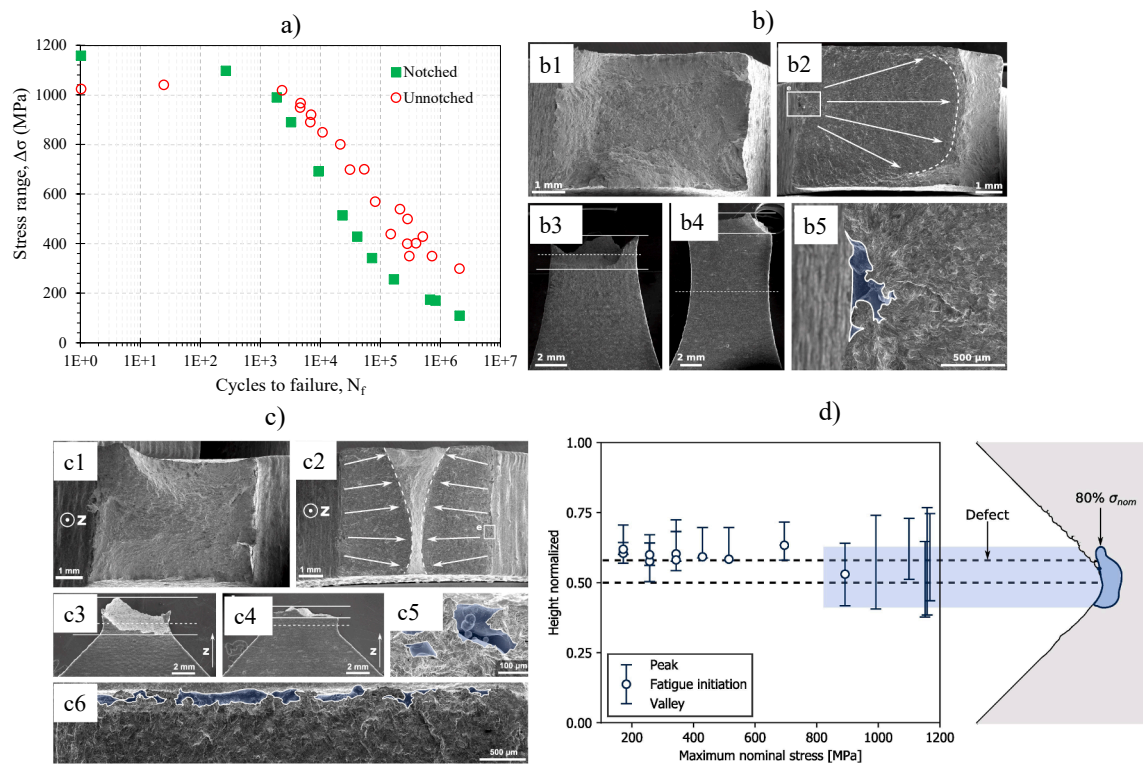 a)
1200
1000
800
600
400
200
0
Stress range, Δσ (MPa)
Notched
Unnotched
1E+0 1E+1 1E+2 1E+3 1E+4 1E+5 1E+6 1E+7
Cycles to failure, Nf
b)
b1
1 mm
b2
e
1 mm
b3
2 mm
b4
2 mm
b5
500 μm
c)
c1
z
1 mm
c2
z
e
1 mm
c3
z
2 mm
c4
z
2 mm
c5
100 μm
c6
500 μm
d)
1.00
0.75
0.50
0.25
0.00
Height normalized
Peak
Fatigue initiation
Valley
200 400 600 800 1000 1200
Maximum nominal stress [MPa]
Defect
80% σnom